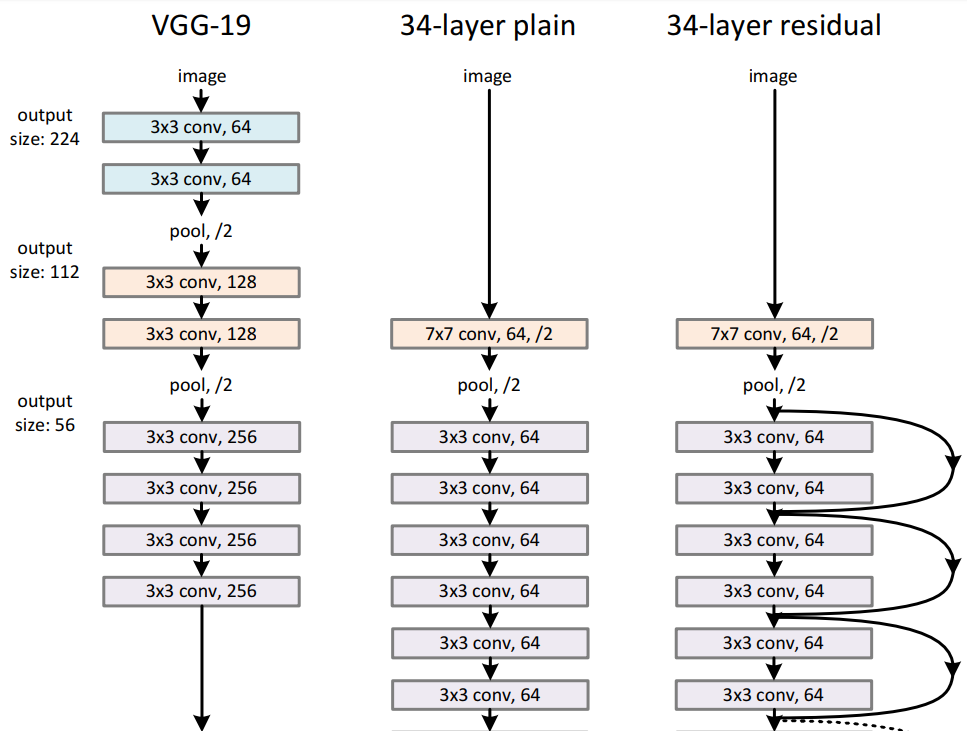 VGG-19
34-layer plain
34-layer residual
image
image
image
output
size: 224
3x3 conv, 64
3x3 conv, 64
pool, /2
output
size: 112
3x3 conv, 128
3x3 conv, 128
7x7 conv, 64, /2
7x7 conv, 64, /2
pool, /2
pool, /2
pool, /2
output
size: 56
3x3 conv, 256
3x3 conv, 64
3x3 conv, 64
3x3 conv, 256
3x3 conv, 64
3x3 conv, 64
3x3 conv, 256
3x3 conv, 64
3x3 conv, 64
3x3 conv, 256
3x3 conv, 64
3x3 conv, 64
3x3 conv, 64
3x3 conv, 64
3x3 conv, 64
3x3 conv, 64